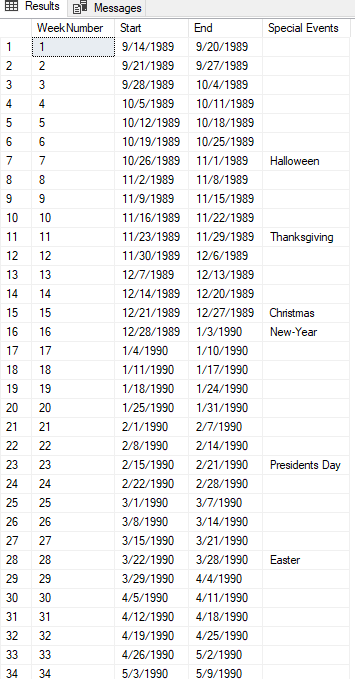 Results Messages
WeekNumber Start End Special Events
1 1 9/14/1989 9/20/1989
2 2 9/21/1989 9/27/1989
3 3 9/28/1989 10/4/1989
4 4 10/5/1989 10/11/1989
5 5 10/12/1989 10/18/1989
6 6 10/19/1989 10/25/1989
7 7 10/26/1989 11/1/1989 Halloween
8 8 11/2/1989 11/8/1989
9 9 11/9/1989 11/15/1989
10 10 11/16/1989 11/22/1989
11 11 11/23/1989 11/29/1989 Thanksgiving
12 12 11/30/1989 12/6/1989
13 13 12/7/1989 12/13/1989
14 14 12/14/1989 12/20/1989
15 15 12/21/1989 12/27/1989 Christmas
16 16 12/28/1989 1/3/1990 New-Year
17 17 1/4/1990 1/10/1990
18 18 1/11/1990 1/17/1990
19 19 1/18/1990 1/24/1990
20 20 1/25/1990 1/31/1990
21 21 2/1/1990 2/7/1990
22 22 2/8/1990 2/14/1990
23 23 2/15/1990 2/21/1990 Presidents Day
24 24 2/22/1990 2/28/1990
25 25 3/1/1990 3/7/1990
26 26 3/8/1990 3/14/1990
27 27 3/15/1990 3/21/1990
28 28 3/22/1990 3/28/1990 Easter
29 29 3/29/1990 4/4/1990
30 30 4/5/1990 4/11/1990
31 31 4/12/1990 4/18/1990
32 32 4/19/1990 4/25/1990
33 33 4/26/1990 5/2/1990
34 34 5/3/1990 5/9/1990